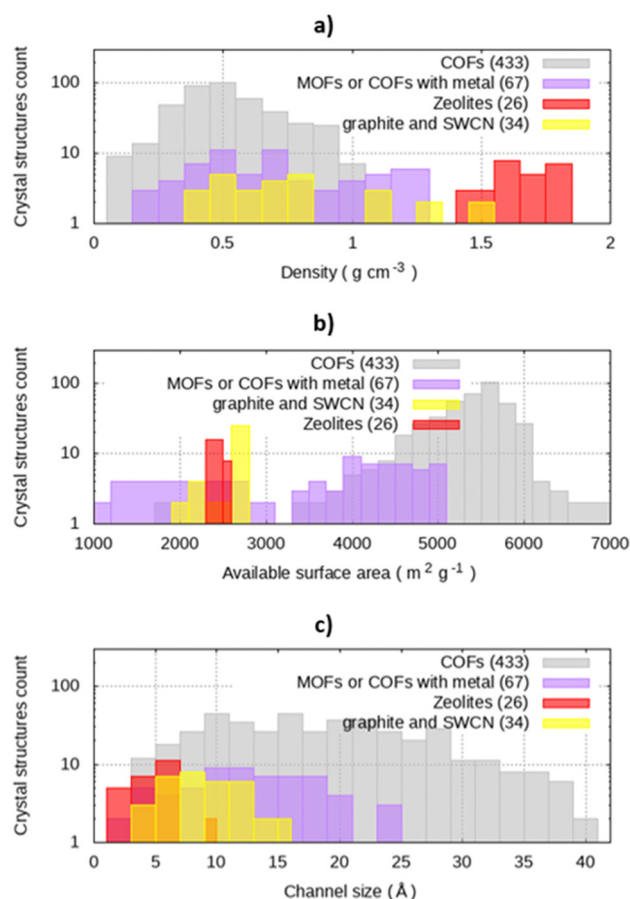 a)
Crystal structures count
100
10
1
COFs (433)
MOFs or COFs with metal (67)
Zeolites (26)
graphite and SWCN (34)
0 0.5 1 1.5 2
Density ( g cm⁻³ )
b)
Crystal structures count
100
10
1
COFs (433)
MOFs or COFs with metal (67)
graphite and SWCN (34)
Zeolites (26)
1000 2000 3000 4000 5000 6000 7000
Available surface area ( m² g⁻¹ )
c)
Crystal structures count
100
10
1
COFs (433)
MOFs or COFs with metal (67)
Zeolites (26)
graphite and SWCN (34)
0 5 10 15 20 25 30 35 40
Channel size (Å)